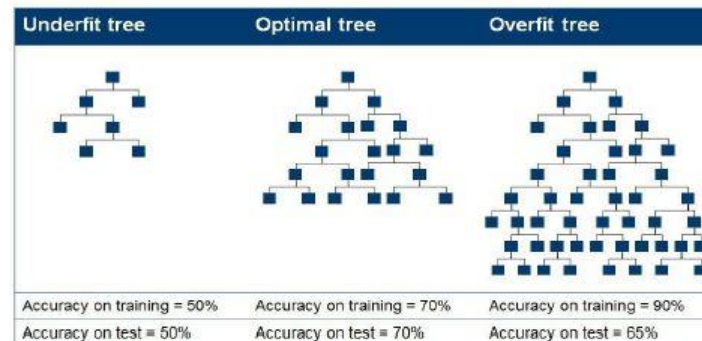 Underfit tree Optimal tree Overfit tree
Accuracy on training = 50% Accuracy on training = 70% Accuracy on training = 90%
Accuracy on test = 50% Accuracy on test = 70% Accuracy on test = 65%